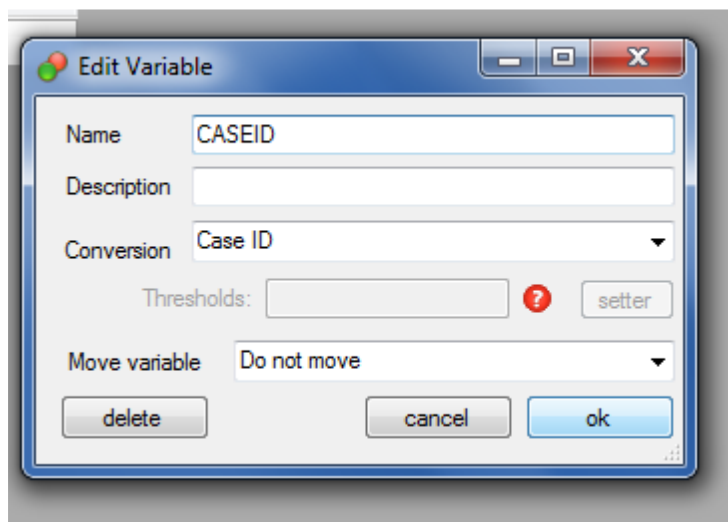 Edit Variable
Name CASEID
Description
Conversion Case ID
Thresholds: ? setter
Move variable Do not move
delete cancel ok